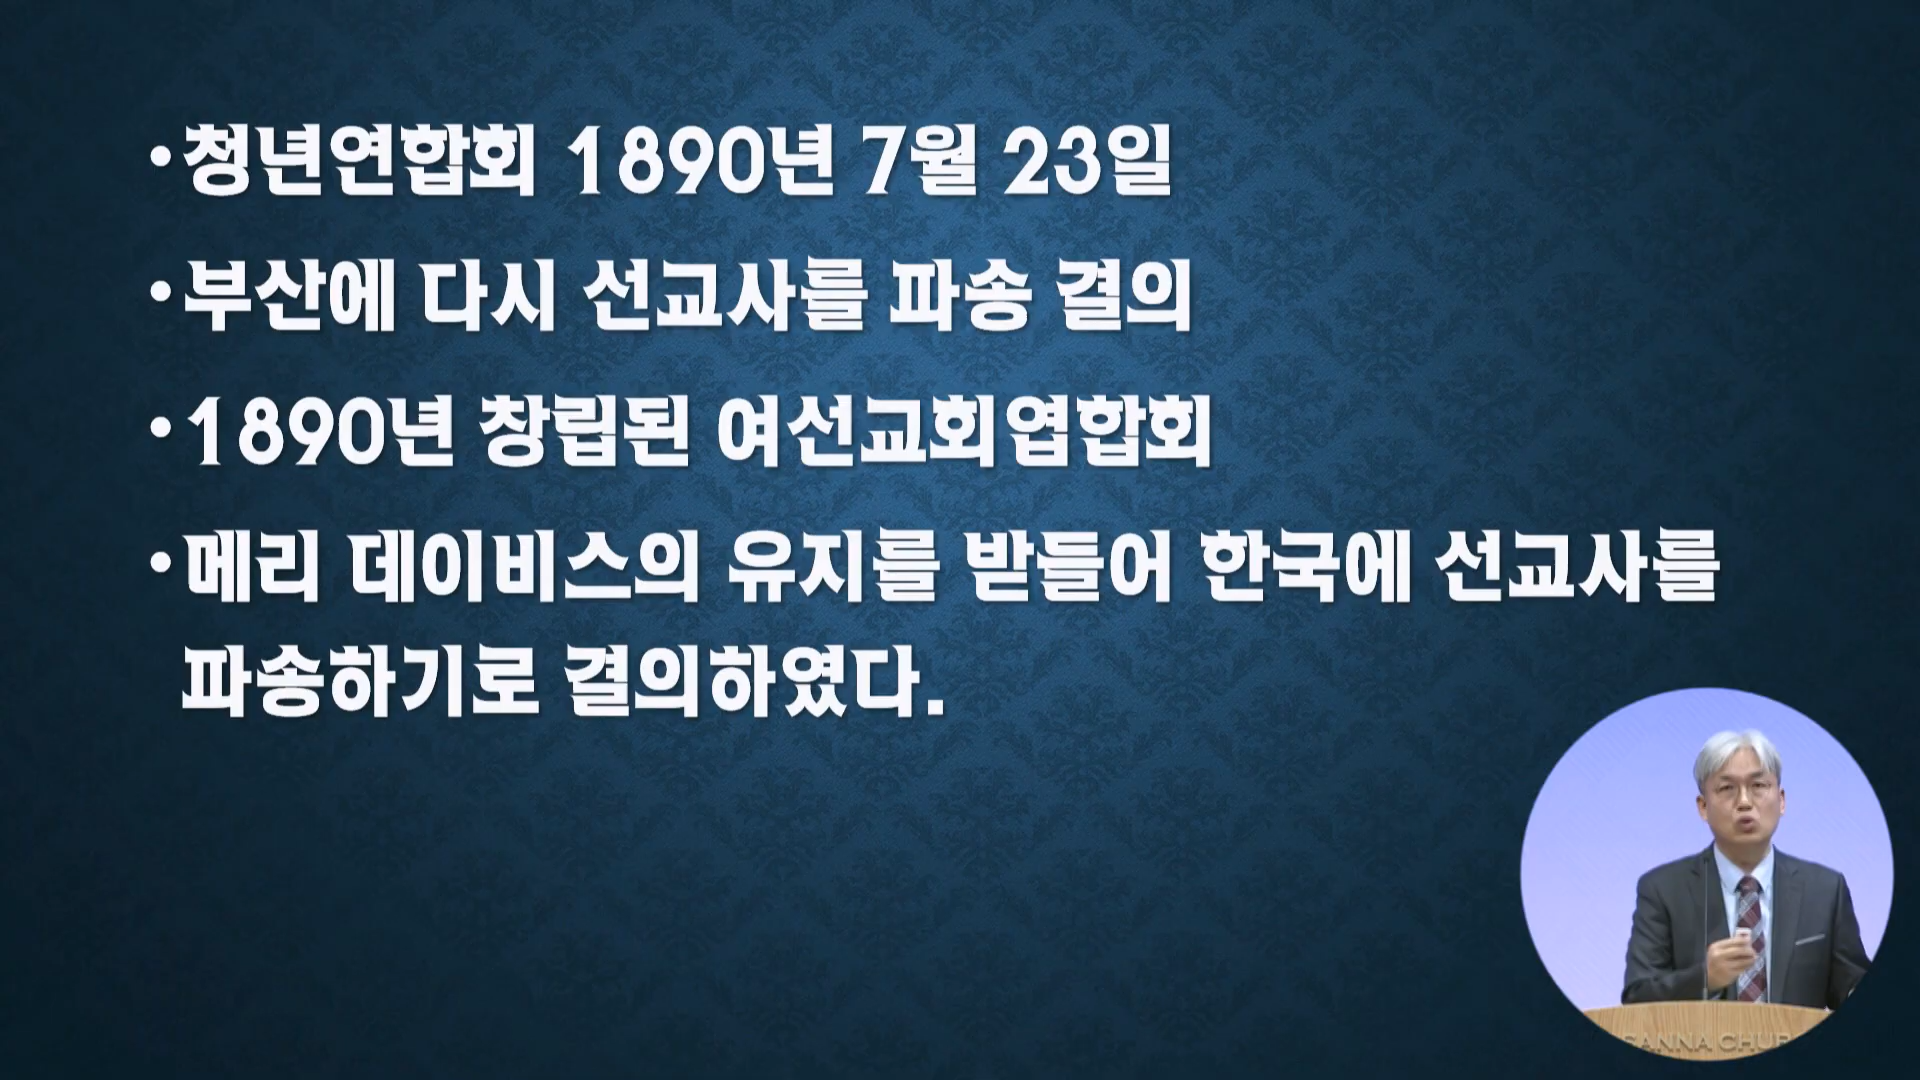 •청년연합회 1890년 7월 23일
•부산에 다시 선교사를 파송 결의
•1890년 창립된 여선교회엽합회
•메리 데이비스의 유지를 받들어 한국에 선교사를
파송하기로 결의하였다.